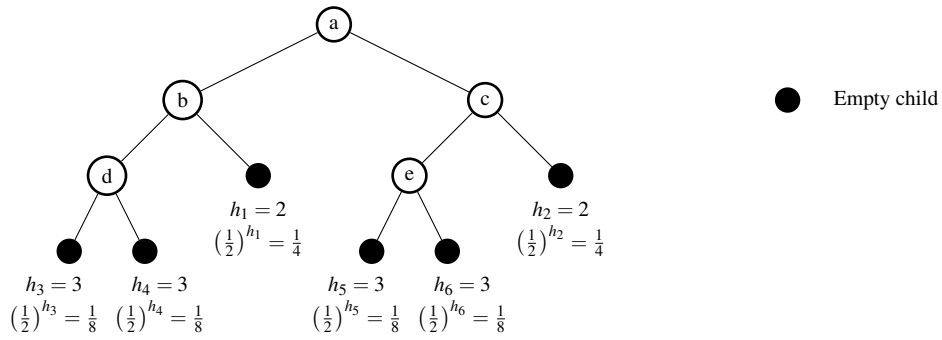 a
b
c
Empty child
d
e
h₁ = 2
(1/2)^h₁ = 1/4
h₂ = 2
(1/2)^h₂ = 1/4
h₃ = 3
(1/2)^h₃ = 1/8
h₄ = 3
(1/2)^h₄ = 1/8
h₅ = 3
(1/2)^h₅ = 1/8
h₆ = 3
(1/2)^h₆ = 1/8